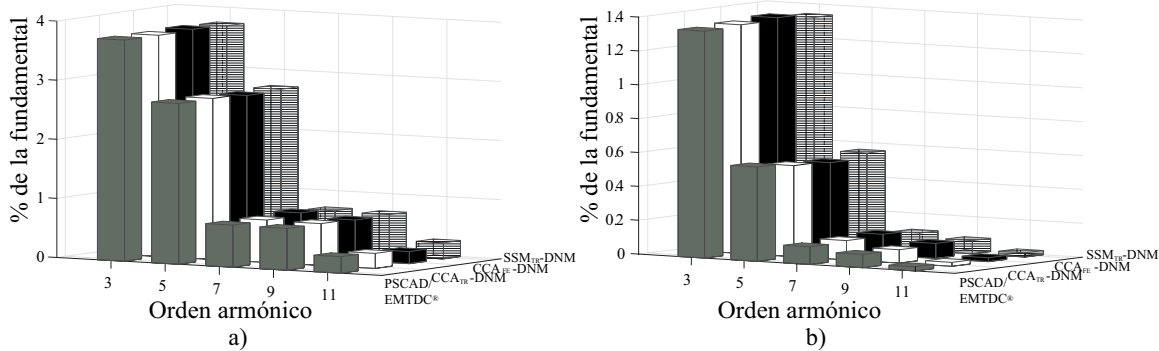 % de la fundamental
4
3
2
1
0
3
5
7
9
11
PSCAD/
EMTDC®
CCA_TR-DNM
CCA_FE-DNM
SSM_TR-DNM
Orden armónico
a)
% de la fundamental
1.4
1.2
1
0.8
0.6
0.4
0.2
0
3
5
7
9
11
PSCAD/
EMTDC®
CCA_TR-DNM
CCA_FE-DNM
SSM_TR-DNM
Orden armónico
b)